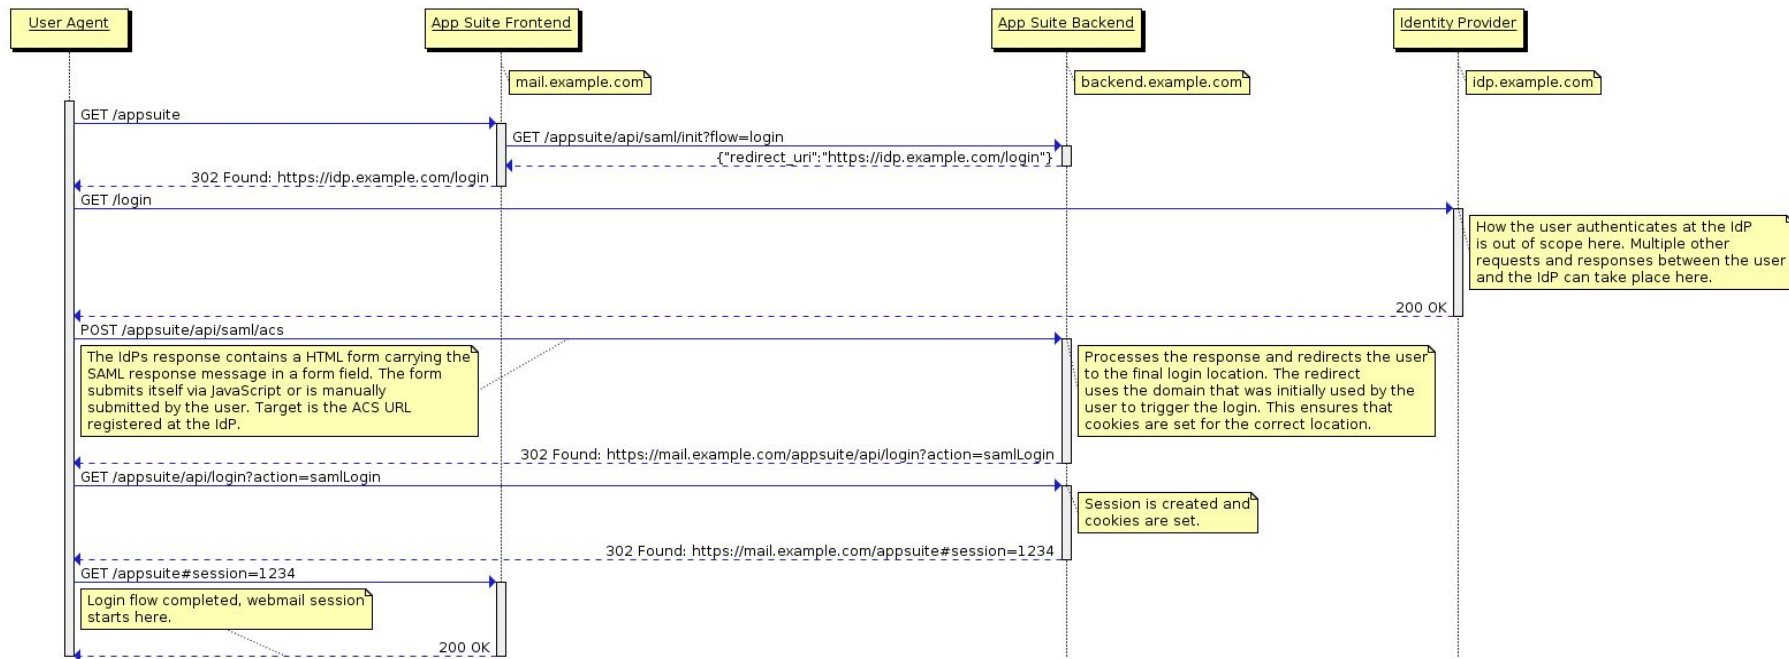 User Agent
App Suite Frontend
App Suite Backend
Identity Provider
mail.example.com
backend.example.com
idp.example.com
GET /appsuite
GET /appsuite/api/saml/init?flow=login
{"redirect_uri":"https://idp.example.com/login"}
302 Found: https://idp.example.com/login
GET /login
How the user authenticates at the IdP
is out of scope here. Multiple other
requests and responses between the user
and the IdP can take place here.
200 OK
POST /appsuite/api/saml/acs
The IdPs response contains a HTML form carrying the
SAML response message in a form field. The form
submits itself via JavaScript or is manually
submitted by the user. Target is the ACS URL
registered at the IdP.
Processes the response and redirects the user
to the final login location. The redirect
uses the domain that was initially used by the
user to trigger the login. This ensures that
cookies are set for the correct location.
302 Found: https://mail.example.com/appsuite/api/login?action=samlLogin
GET /appsuite/api/login?action=samlLogin
Session is created and
cookies are set.
302 Found: https://mail.example.com/appsuite#session=1234
GET /appsuite#session=1234
Login flow completed, webmail session
starts here.
200 OK